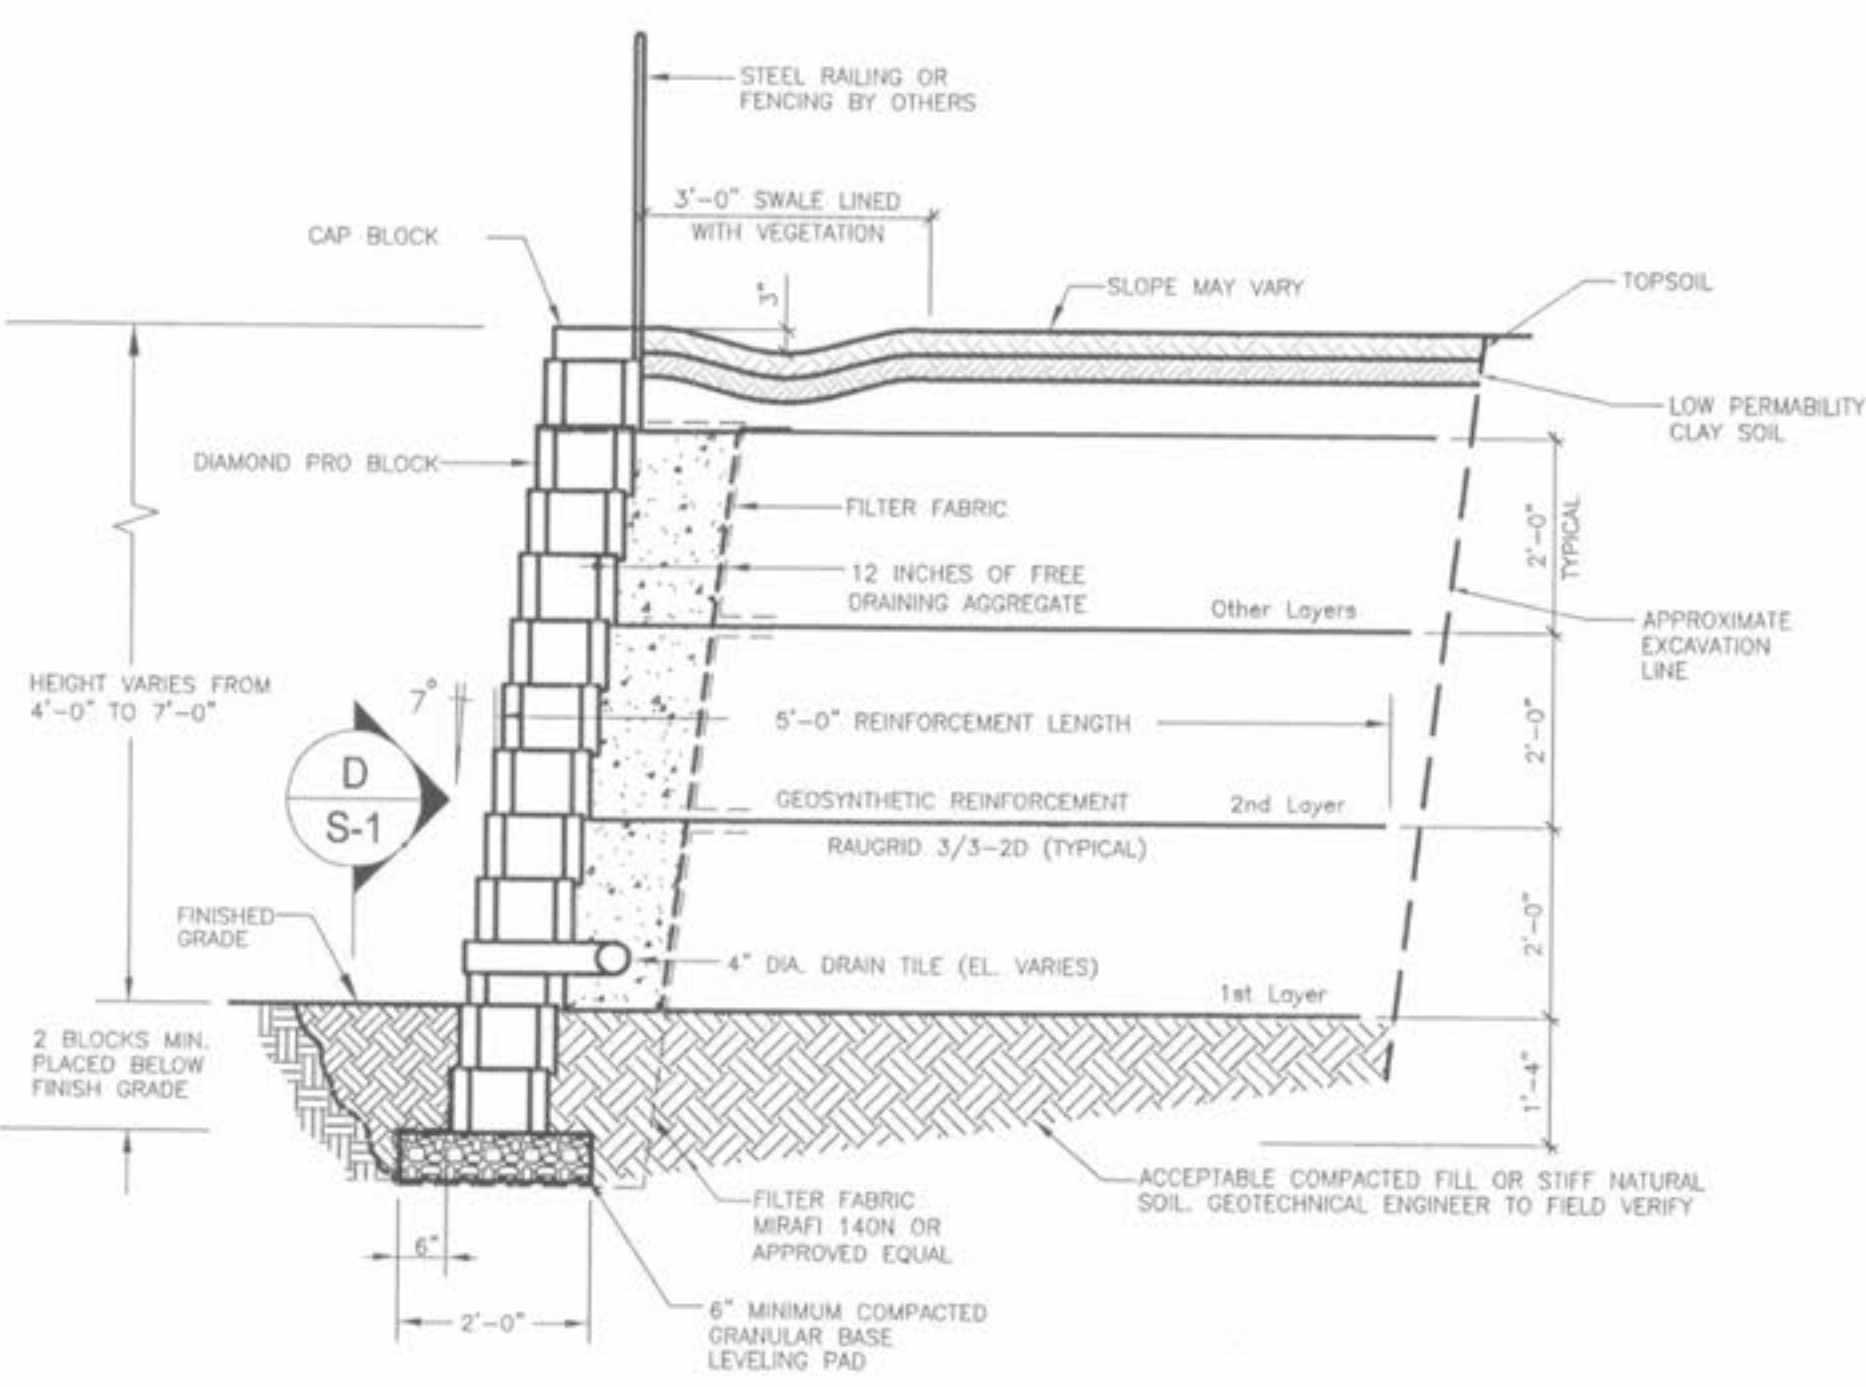 STEEL RAILING OR
FENCING BY OTHERS
3'-0" SWALE LINED
WITH VEGETATION
CAP BLOCK
3"
SLOPE MAY VARY
TOPSOIL
LOW PERMABILITY
CLAY SOIL
DIAMOND PRO BLOCK
FILTER FABRIC
2'-0"
TYPICAL
12 INCHES OF FREE
DRAINING AGGREGATE
Other Layers
APPROXIMATE
EXCAVATION
LINE
HEIGHT VARIES FROM
4'-0" TO 7'-0"
7°
5'-0" REINFORCEMENT LENGTH
2'-0"
D
S-1
GEOSYNTHETIC REINFORCEMENT
2nd Layer
RAUGRID 3/3-2D (TYPICAL)
FINISHED
GRADE
2'-0"
4" DIA. DRAIN TILE (EL. VARIES)
1st Layer
2 BLOCKS MIN.
PLACED BELOW
FINISH GRADE
1'-4"
ACCEPTABLE COMPACTED FILL OR STIFF NATURAL
SOIL. GEOTECHNICAL ENGINEER TO FIELD VERIFY
FILTER FABRIC
MIRAFI 140N OR
APPROVED EQUAL
6"
2'-0"
6" MINIMUM COMPACTED
GRANULAR BASE
LEVELING PAD